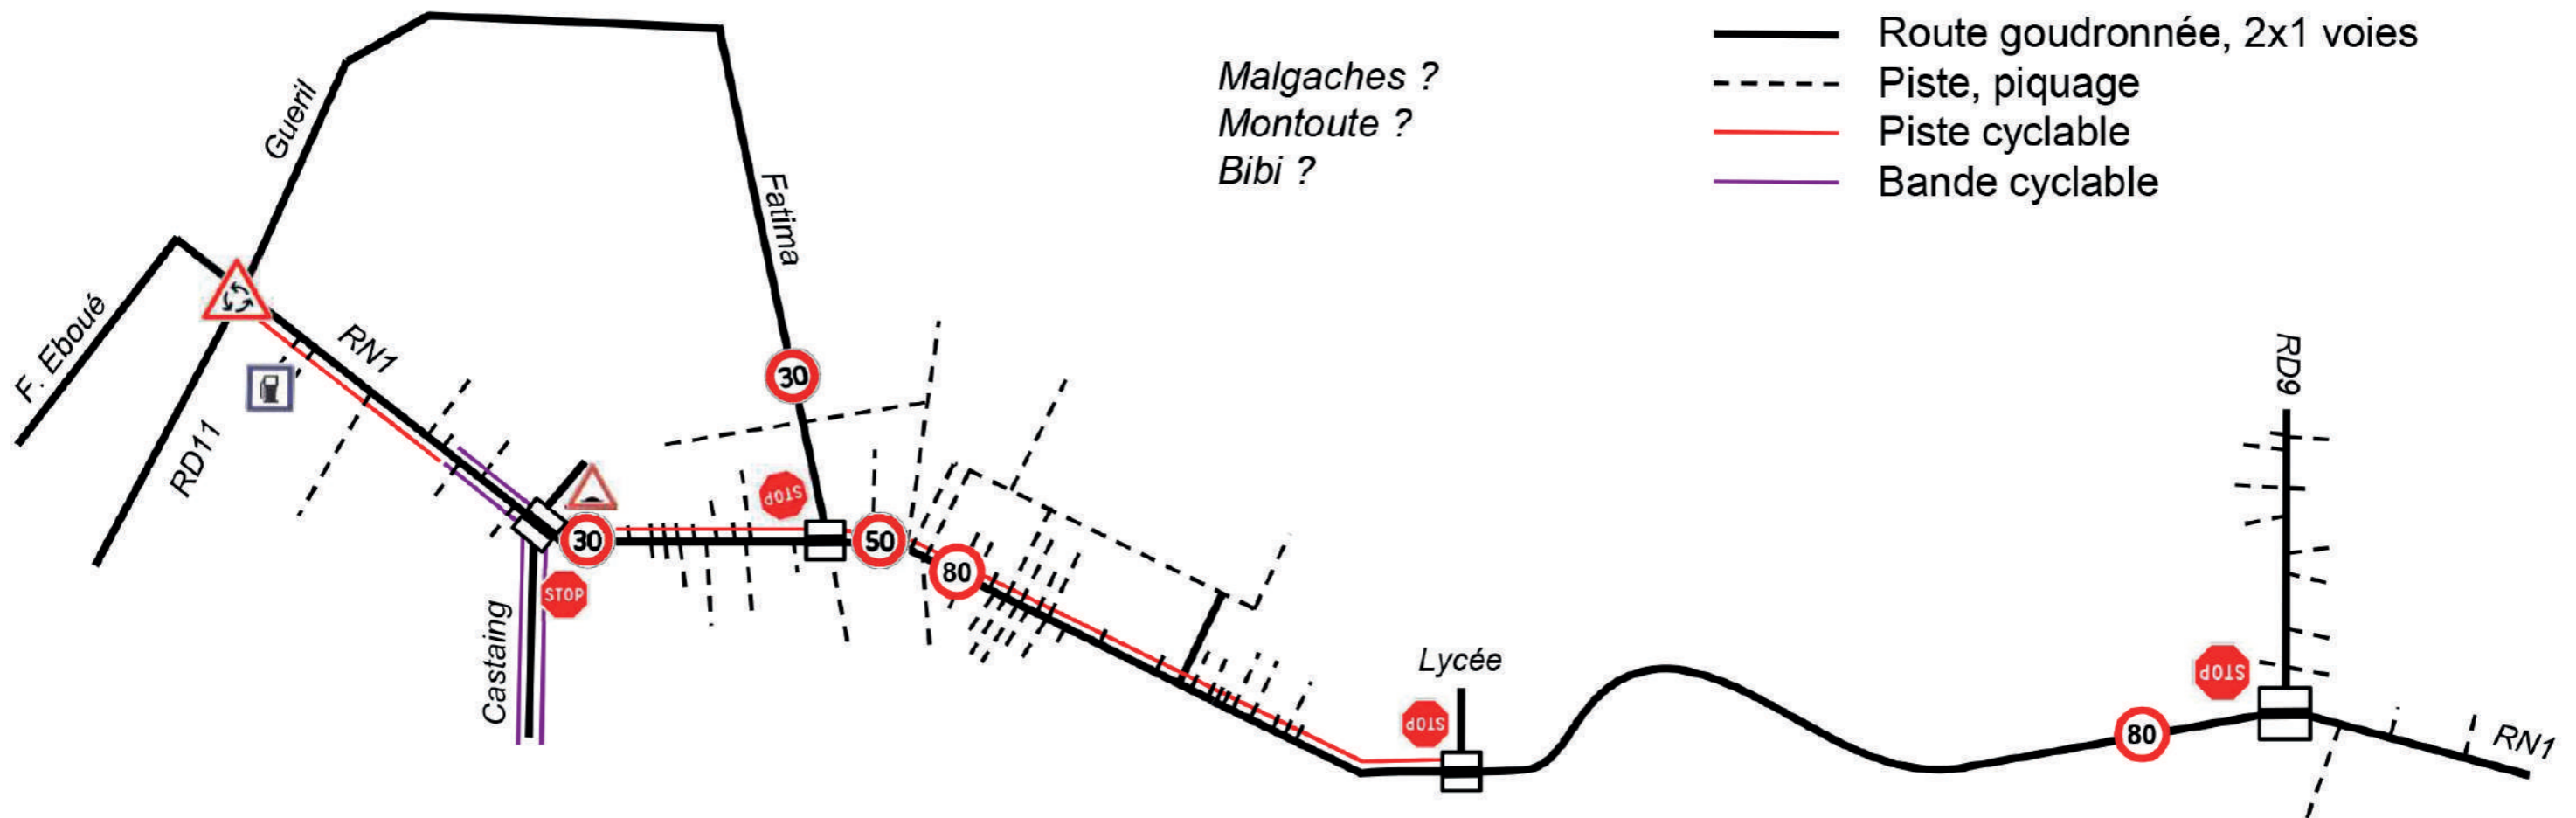 Route goudronnée, 2x1 voies
Piste, piquage
Piste cyclable
Bande cyclable
Malgaches ?
Montoute ?
Bibi ?
Gueril
Fatima
F. Eboué
RN1
RD11
30
STOP
30
50
80
STOP
Castaing
Lycée
STOP
RD9
STOP
80
RN1